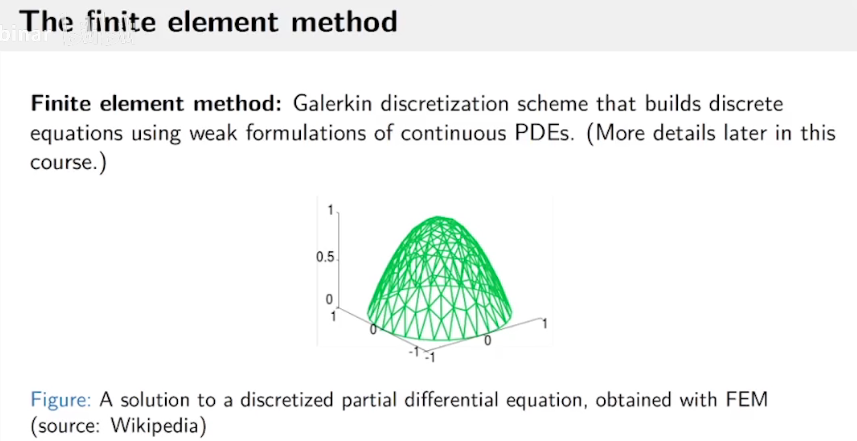 The finite element method
binar
Finite element method: Galerkin discretization scheme that builds discrete
equations using weak formulations of continuous PDEs. (More details later in this
course.)
1
0.5
0
1
0
-1
-1
0
1
Figure: A solution to a discretized partial differential equation, obtained with FEM
(source: Wikipedia)